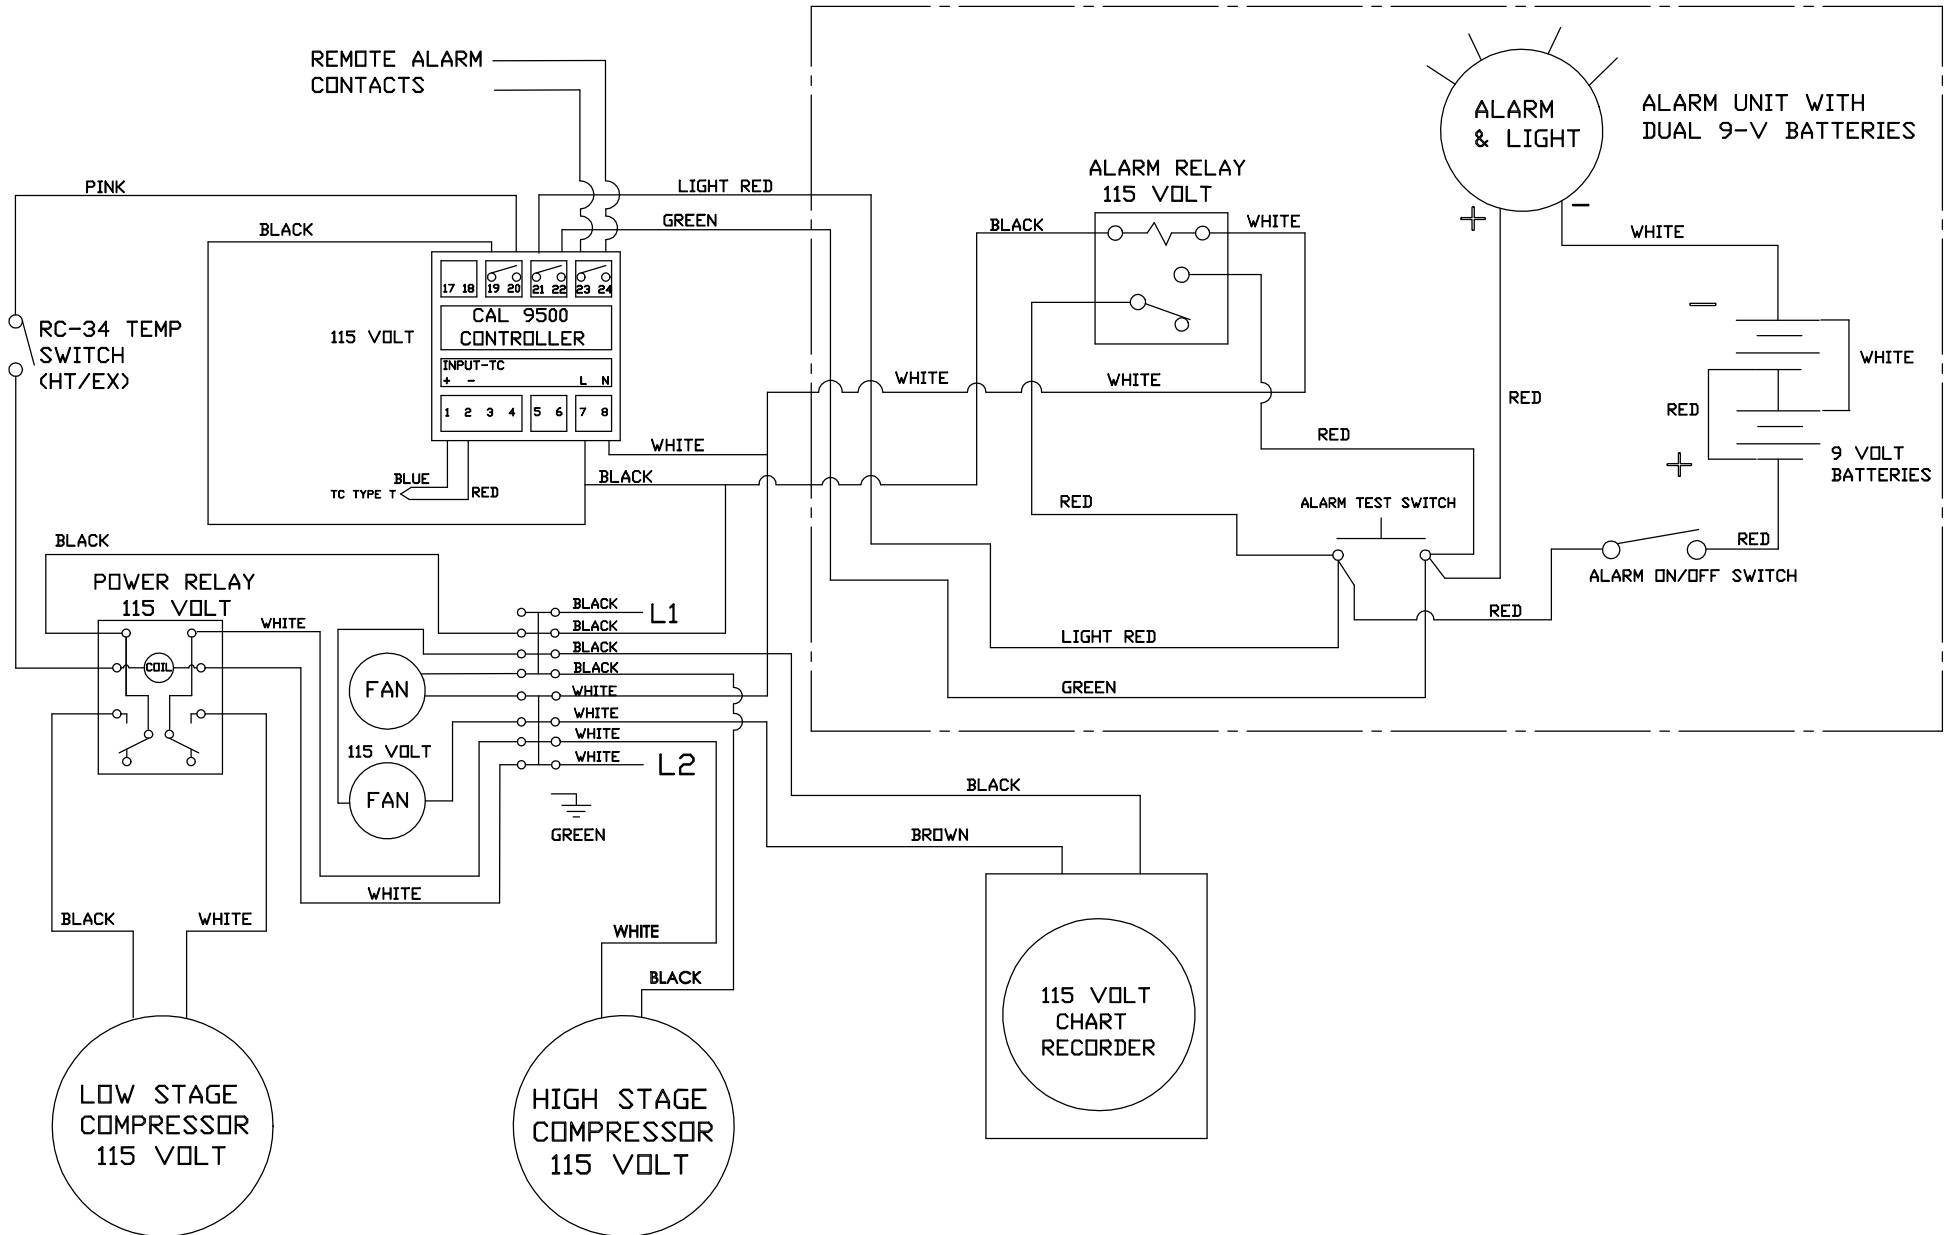 REMOTE ALARM
CONTACTS
ALARM
& LIGHT
ALARM UNIT WITH
DUAL 9-V BATTERIES
ALARM RELAY
115 VOLT
PINK
LIGHT RED
GREEN
BLACK
BLACK
WHITE
+
-
WHITE
17 18
19 20
21 22
23 24
CAL 9500
CONTROLLER
115 VOLT
INPUT-TC
+ -
L N
1 2 3 4
5 6
7 8
RC-34 TEMP
SWITCH
(HT/EX)
-
WHITE
WHITE
WHITE
RED
RED
RED
WHITE
BLACK
+
9 VOLT
BATTERIES
BLUE
TC TYPE T
RED
RED
ALARM TEST SWITCH
RED
ALARM ON/OFF SWITCH
RED
BLACK
POWER RELAY
115 VOLT
WHITE
COIL
BLACK
L1
BLACK
BLACK
BLACK
WHITE
WHITE
WHITE
WHITE
L2
LIGHT RED
GREEN
FAN
115 VOLT
FAN
GREEN
BLACK
BROWN
WHITE
BLACK
WHITE
WHITE
BLACK
115 VOLT
CHART
RECORDER
LOW STAGE
COMPRESSOR
115 VOLT
HIGH STAGE
COMPRESSOR
115 VOLT